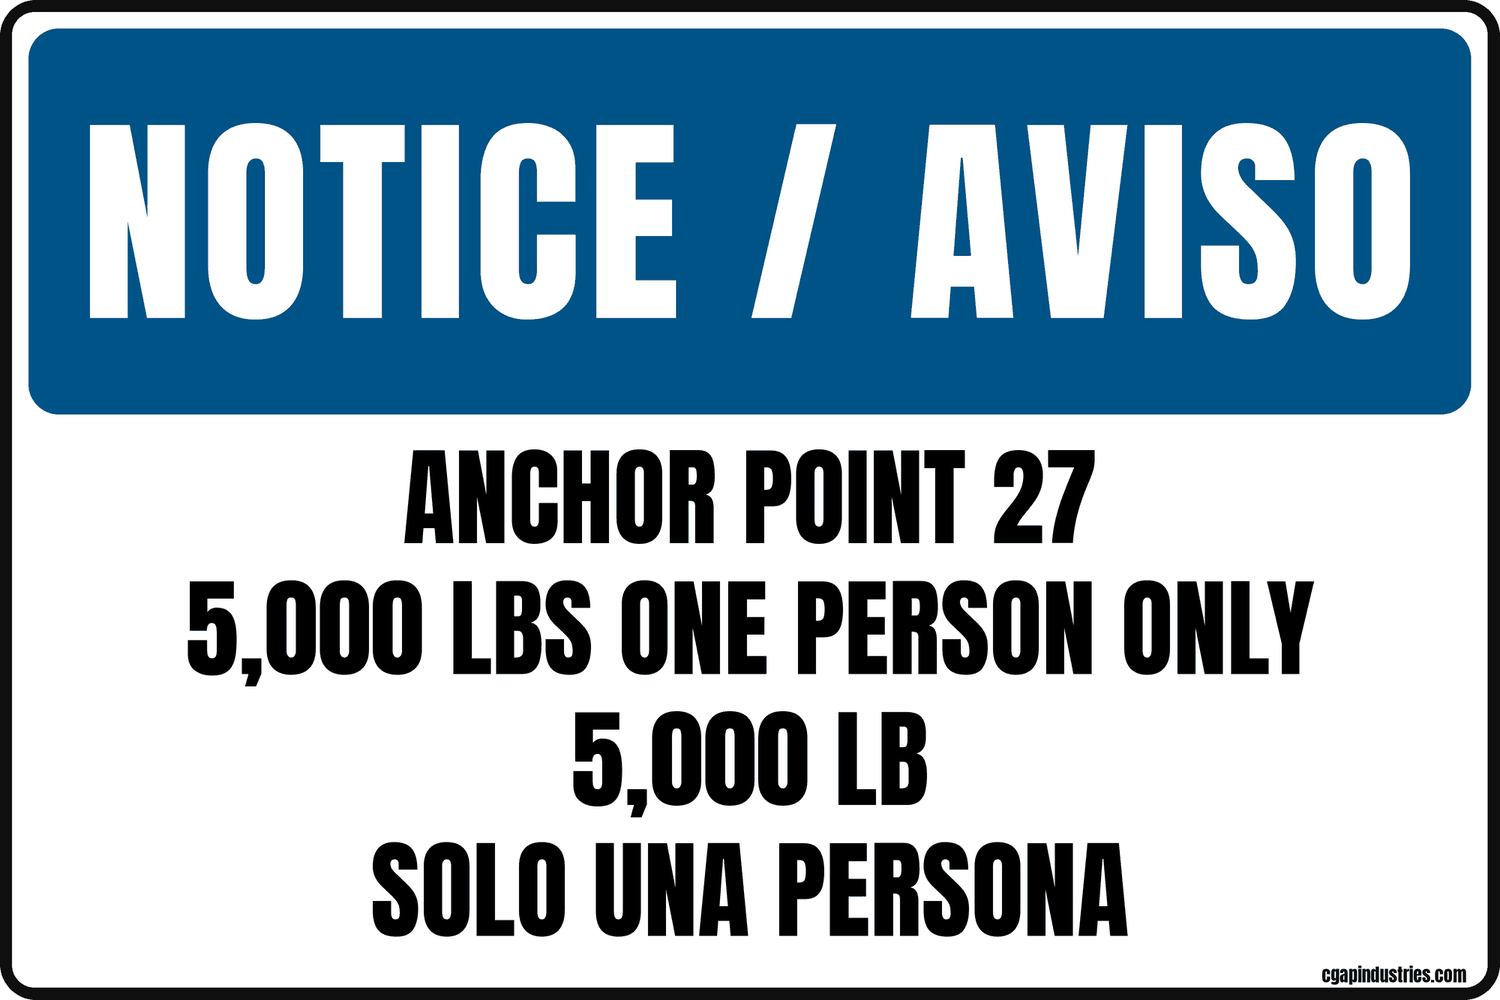 NOTICE / AVISO
ANCHOR POINT 27
5,000 LBS ONE PERSON ONLY
5,000 LB
SOLO UNA PERSONA
cgapindustries.com